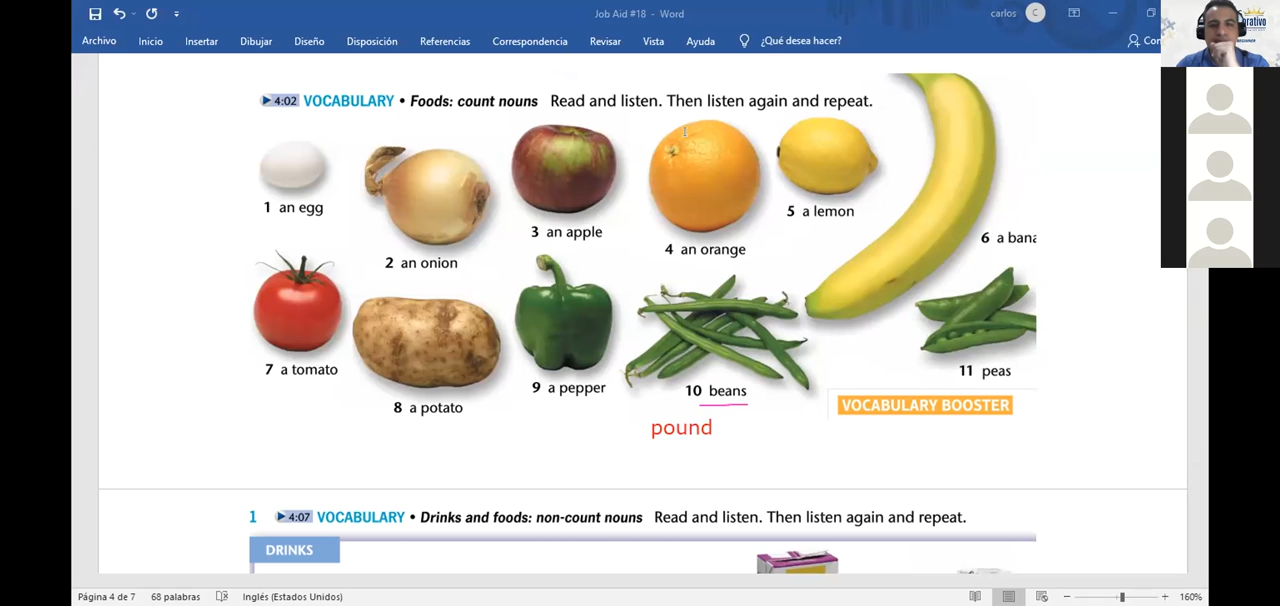 Job Aid #18 - Word
carlos
C
Archivo Inicio Insertar Dibujar Diseño Disposición Referencias Correspondencia Revisar Vista Ayuda ¿Qué desea hacer?
4:02 VOCABULARY • Foods: count nouns Read and listen. Then listen again and repeat.
1 an egg
2 an onion
3 an apple
4 an orange
5 a lemon
6 a bana
7 a tomato
8 a potato
9 a pepper
10 beans
11 peas
VOCABULARY BOOSTER
pound
1 4:07 VOCABULARY • Drinks and foods: non-count nouns Read and listen. Then listen again and repeat.
DRINKS
Página 4 de 7 68 palabras Inglés (Estados Unidos) 160%